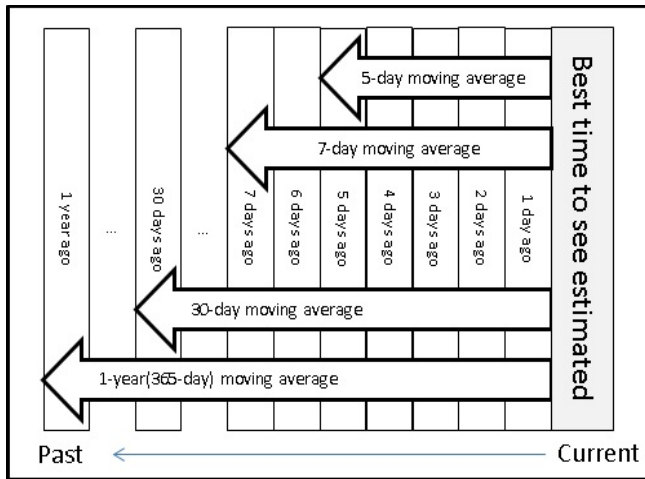 5-day moving average
7-day moving average
1 year ago
...
30 days ago
...
7 days ago
6 days ago
5 days ago
4 days ago
3 days ago
2 days ago
1 day ago
Best time to see estimated
30-day moving average
1-year(365-day) moving average
Past
Current